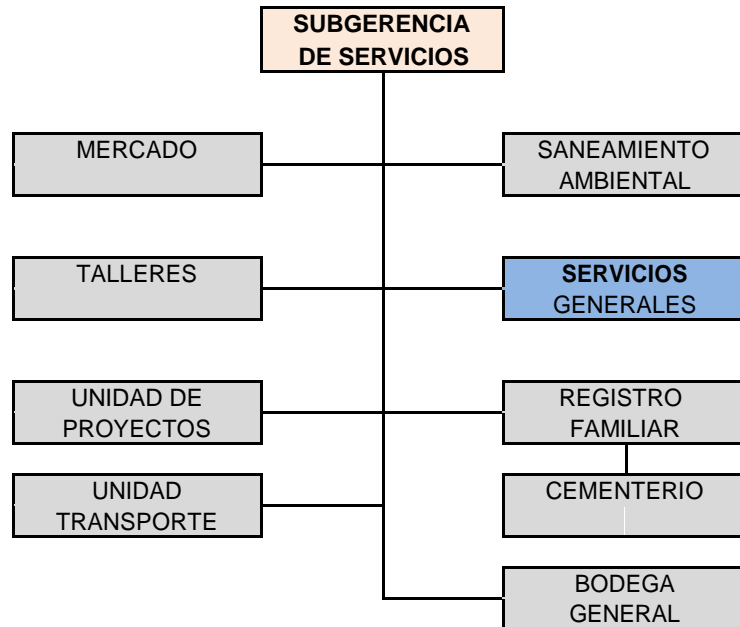 SUBGERENCIA
DE SERVICIOS
MERCADO
SANEAMIENTO
AMBIENTAL
TALLERES
SERVICIOS
GENERALES
UNIDAD DE
PROYECTOS
REGISTRO
FAMILIAR
UNIDAD
TRANSPORTE
CEMENTERIO
BODEGA
GENERAL